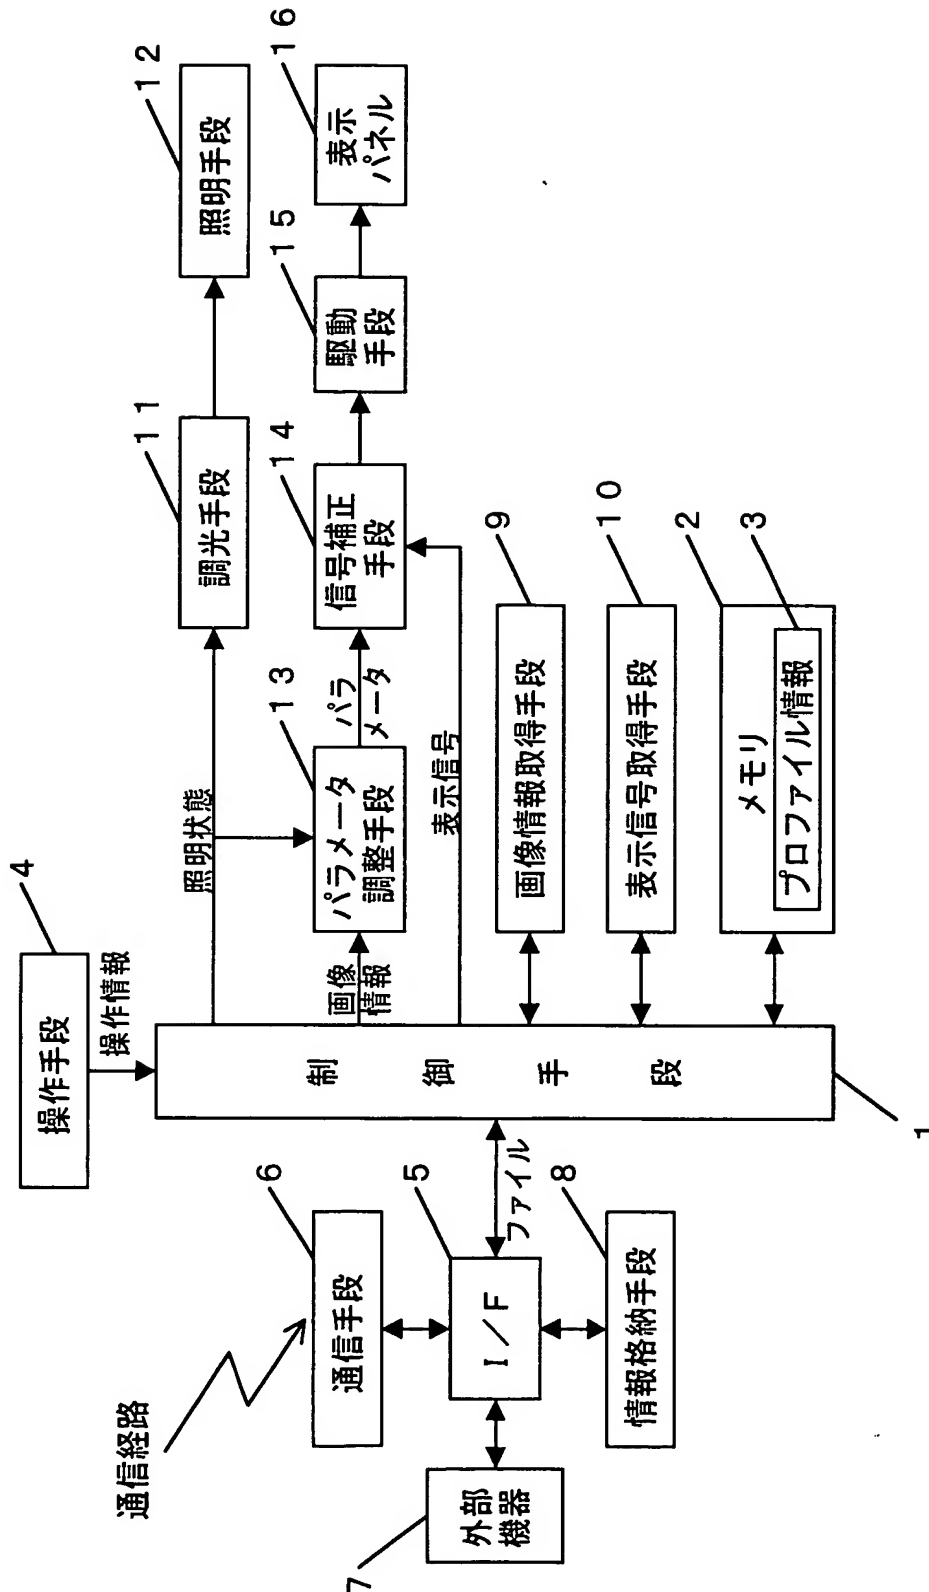 操作手段
4
操作情報
制御手段
1
通信経路
通信手段
6
I/F
5
ファイル
外部
機器
7
情報格納手段
8
照明状態
調光手段
11
照明手段
12
画像
情報
パラメータ
調整手段
13
パラ
メータ
信号補正
手段
14
駆動
手段
15
表示
パネル
16
表示信号
画像情報取得手段
9
表示信号取得手段
10
メモリ
2
プロファイル情報
3